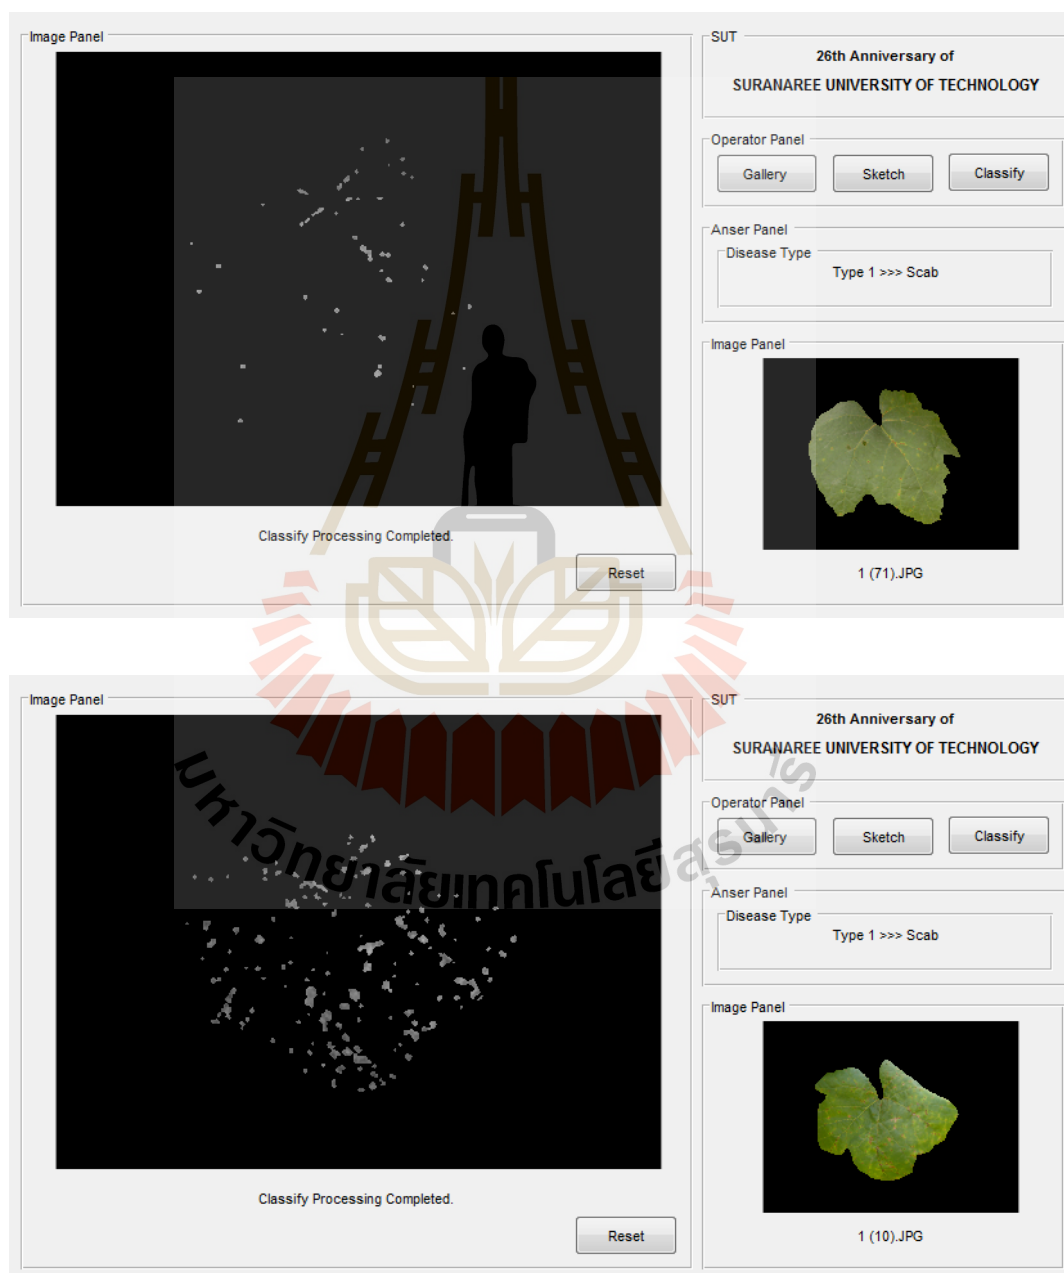 Image Panel
SUT
26th Anniversary of
SURANAREE UNIVERSITY OF TECHNOLOGY
Operator Panel
Gallery
Sketch
Classify
Anser Panel
Disease Type
Type 1 >>> Scab
Image Panel
Classify Processing Completed.
Reset
1 (71).JPG
Image Panel
SUT
26th Anniversary of
SURANAREE UNIVERSITY OF TECHNOLOGY
Operator Panel
Gallery
Sketch
Classify
Anser Panel
Disease Type
Type 1 >>> Scab
Image Panel
Classify Processing Completed.
Reset
1 (10).JPG
มหาวิทยาลัยเทคโนโลยีสุรนารี